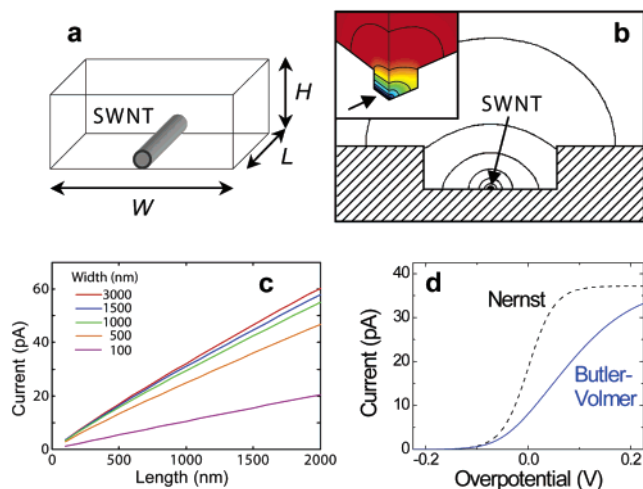 a
SWNT
H
L
W
b
SWNT
c
Width (nm)
3000
1500
1000
500
100
60
40
20
0
0
500
1000
1500
2000
Current (pA)
Length (nm)
d
Nernst
Butler-
Volmer
40
30
20
10
0
-0.2
0.0
0.2
Current (pA)
Overpotential (V)